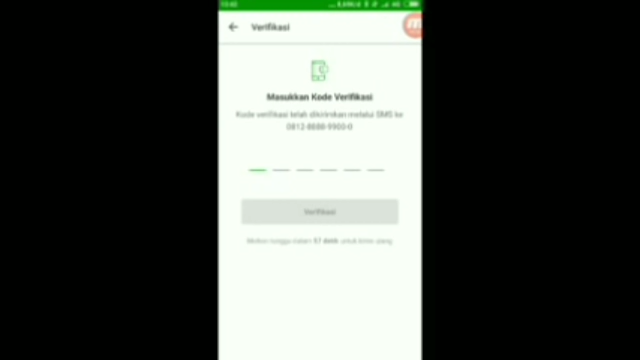 Verifikasi
Masukkan Kode Verifikasi
Kode verifikasi telah dikirimkan melalui SMS ke
Verifikasi
Mohon tunggu dalam 57 detik untuk kirim ulang